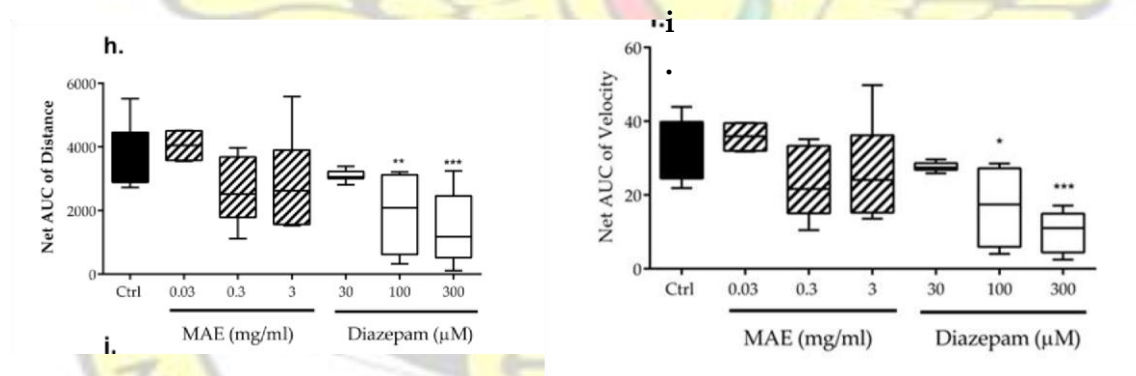 h.
Net AUC of Distance
6000
4000
2000
0
** ***
Ctrl 0.03 0.3 3 30 100 300
MAE (mg/ml) Diazepam (µM)
i
.
Net AUC of Velocity
60
40
20
0
* ***
Ctrl 0.03 0.3 3 30 100 300
MAE (mg/ml) Diazepam (µM)